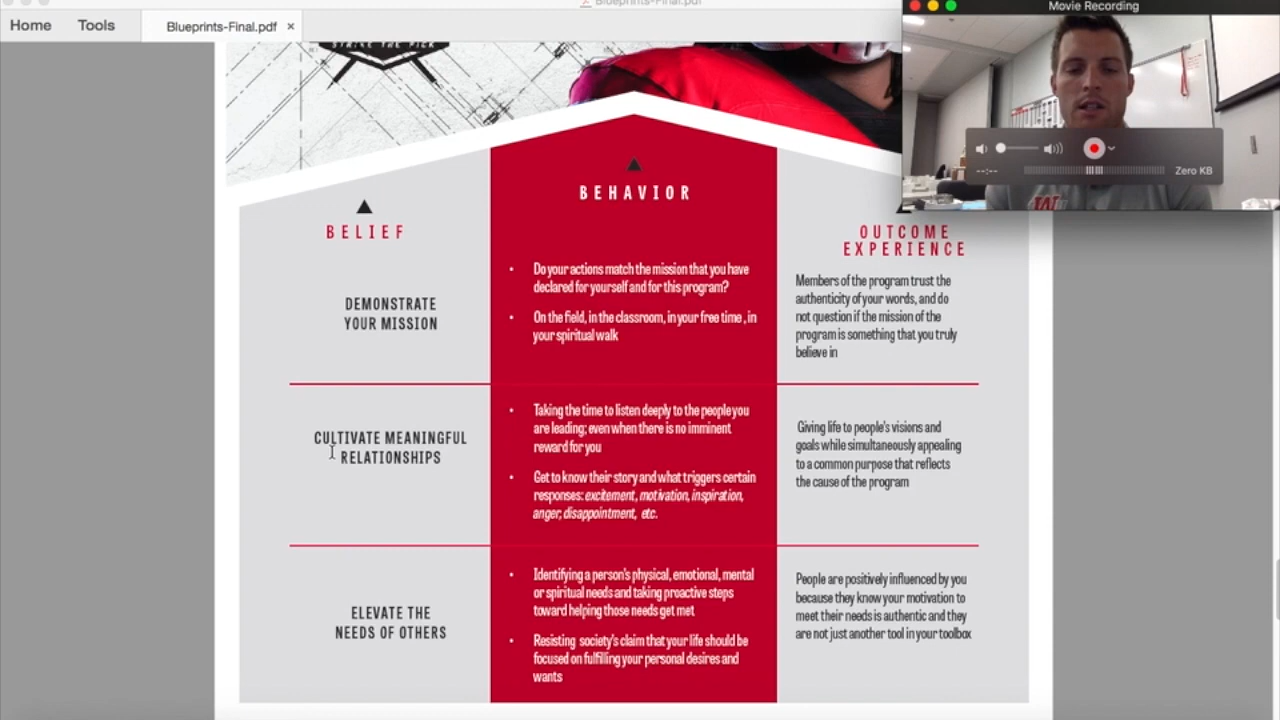 Blueprints-Final.pdf
Movie Recording
Home
Tools
Blueprints-Final.pdf ×
STRIKE THE PICK
--:--
Zero KB
W
BELIEF
BEHAVIOR
OUTCOME
EXPERIENCE
DEMONSTRATE
YOUR MISSION
• Do your actions match the mission that you have
declared for yourself and for this program?
• On the field, in the classroom, in your free time , in
your spiritual walk
Members of the program trust the
authenticity of your words, and do
not question if the mission of the
program is something that you truly
believe in
CULTIVATE MEANINGFUL
RELATIONSHIPS
• Taking the time to listen deeply to the people you
are leading; even when there is no imminent
reward for you
• Get to know their story and what triggers certain
responses: excitement, motivation, inspiration,
anger, disappointment, etc.
Giving life to people's visions and
goals while simultaneously appealing
to a common purpose that reflects
the cause of the program
ELEVATE THE
NEEDS OF OTHERS
• Identifying a person's physical, emotional, mental
or spiritual needs and taking proactive steps
toward helping those needs get met
• Resisting society's claim that your life should be
focused on fulfilling your personal desires and
wants
People are positively influenced by you
because they know your motivation to
meet their needs is authentic and they
are not just another tool in your toolbox